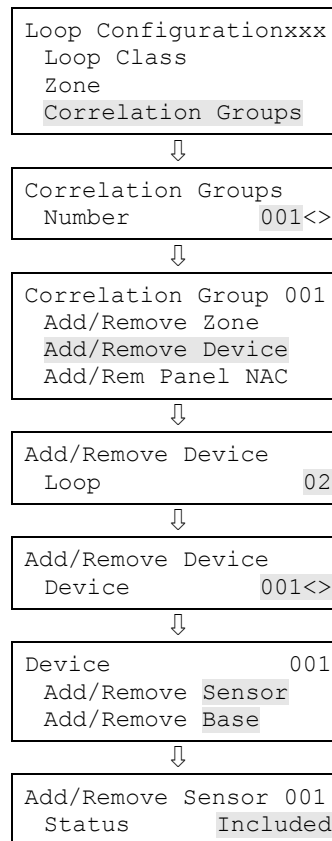 Loop Configurationxxx
Loop Class
Zone
Correlation Groups
⇩
Correlation Groups
Number 001<>
⇩
Correlation Group 001
Add/Remove Zone
Add/Remove Device
Add/Rem Panel NAC
⇩
Add/Remove Device
Loop 02
⇩
Add/Remove Device
Device 001<>
⇩
Device 001
Add/Remove Sensor
Add/Remove Base
⇩
Add/Remove Sensor 001
Status Included